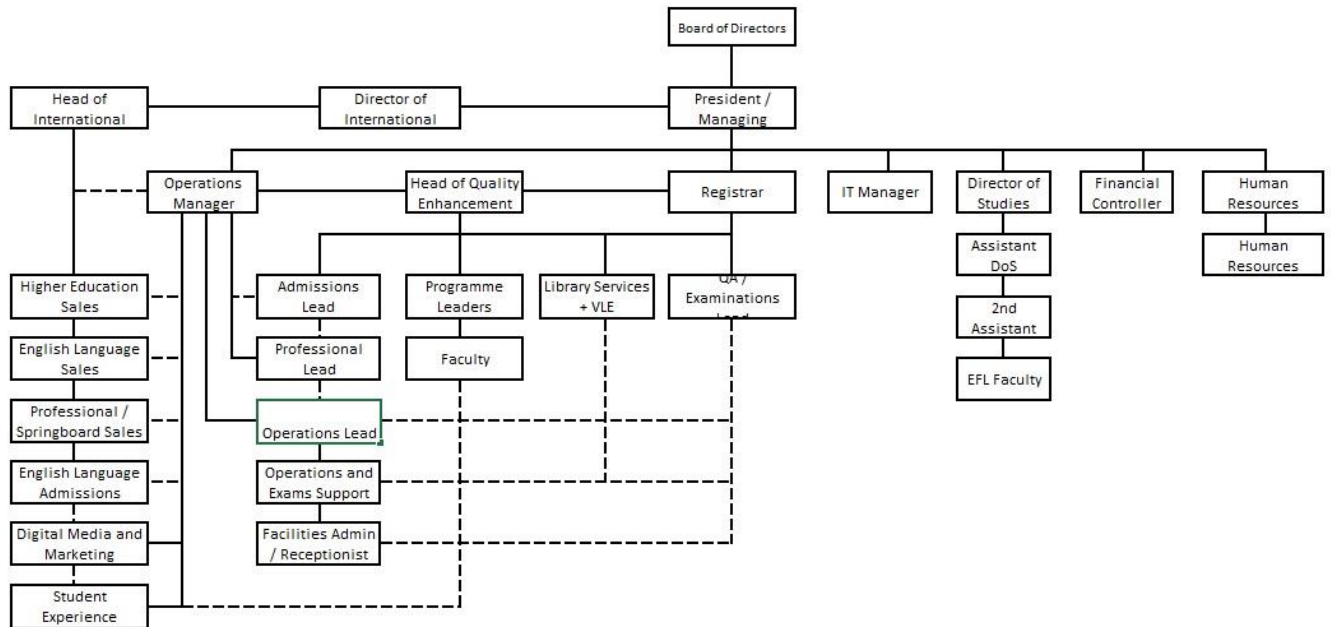 Board of Directors
Head of
International
Director of
International
President /
Managing
Operations
Manager
Head of Quality
Enhancement
Registrar
IT Manager
Director of
Studies
Financial
Controller
Human
Resources
Assistant
DoS
Human
Resources
Higher Education
Sales
Admissions
Lead
Programme
Leaders
Library Services
+ VLE
QA /
Examinations
Lead
2nd
Assistant
English Language
Sales
Professional
Lead
Faculty
EFL Faculty
Professional /
Springboard Sales
Operations Lead
English Language
Admissions
Operations and
Exams Support
Digital Media and
Marketing
Facilities Admin
/ Receptionist
Student
Experience